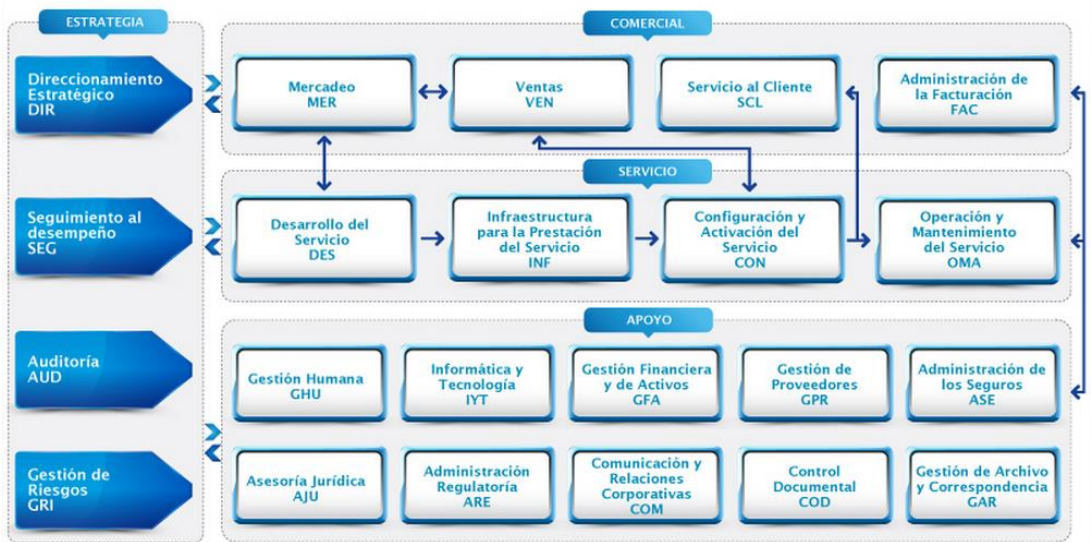 ESTRATEGIA
Direccionamiento
Estratégico
DIR
Seguimiento al
desempeño
SEG
Auditoría
AUD
Gestión de
Riesgos
GRI
COMERCIAL
Mercadeo
MER
Ventas
VEN
Servicio al Cliente
SCL
Administración de
la Facturación
FAC
SERVICIO
Desarrollo del
Servicio
DES
Infraestructura
para la Prestación
del Servicio
INF
Configuración y
Activación del
Servicio
CON
Operación y
Mantenimiento
del Servicio
OMA
APOYO
Gestión Humana
GHU
Informática y
Tecnología
IYT
Gestión Financiera
y de Activos
GFA
Gestión de
Proveedores
GPR
Administración de
los Seguros
ASE
Asesoría Jurídica
AJU
Administración
Regulatoría
ARE
Comunicación y
Relaciones
Corporativas
COM
Control
Documental
COD
Gestión de Archivo
y Correspondencia
GAR